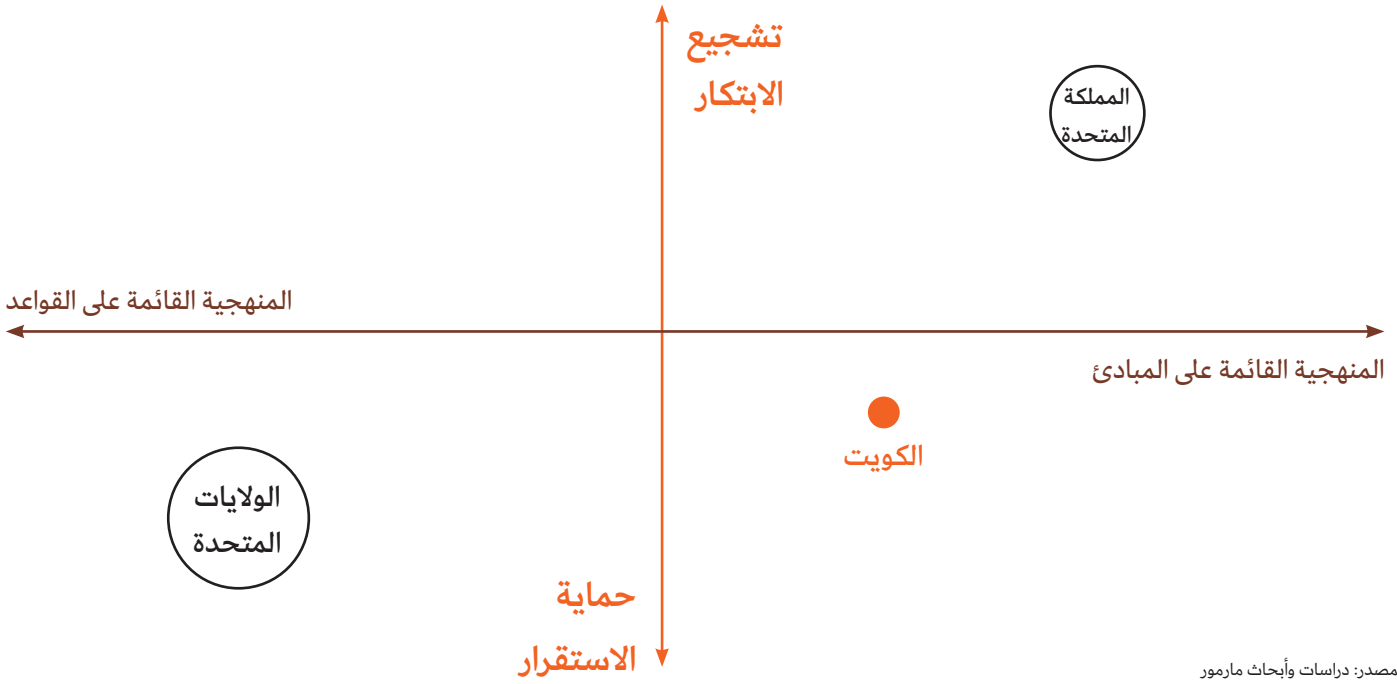 تشجيع
الابتكار
المملكة
المتحدة
المنهجية القائمة على القواعد
المنهجية القائمة على المبادئ
الكويت
الولايات
المتحدة
حماية
الاستقرار
مصدر: دراسات وأبحاث مارمور